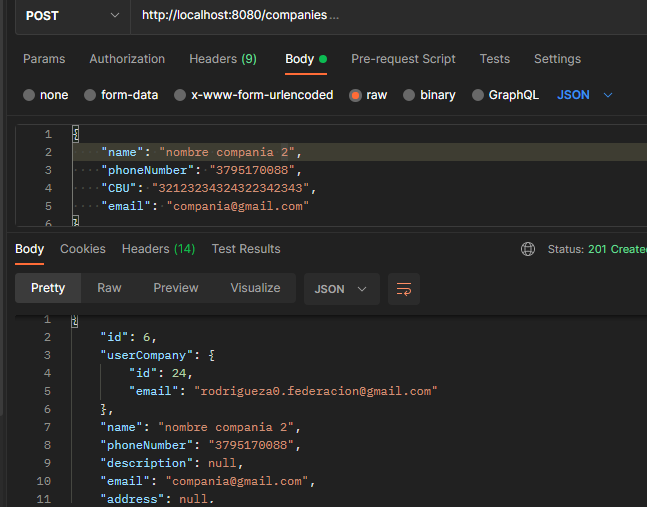 POST http://localhost:8080/companies...
Params Authorization Headers (9) Body Pre-request Script Tests Settings
none form-data x-www-form-urlencoded raw binary GraphQL JSON
1 {
2 "name": "nombre compania 2",
3 "phoneNumber": "3795170088",
4 "CBU": "32123234324322342343",
5 "email": "compania@gmail.com"
6 }
Body Cookies Headers (14) Test Results Status: 201 Created
Pretty Raw Preview Visualize JSON
1 {
2 "id": 6,
3 "userCompany": {
4 "id": 24,
5 "email": "rodrigueza0.federacion@gmail.com"
6 },
7 "name": "nombre compania 2",
8 "phoneNumber": "3795170088",
9 "description": null,
10 "email": "compania@gmail.com",
11 "address": null,